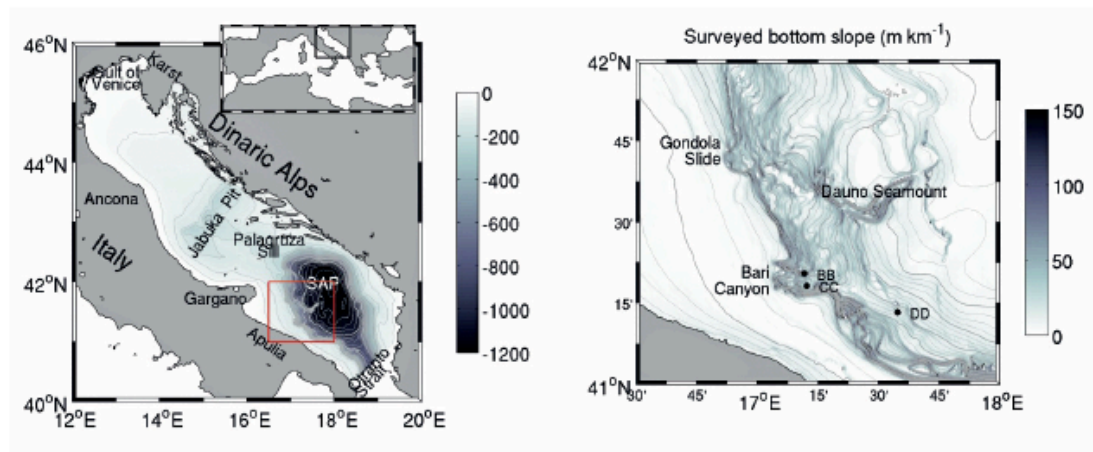 46°N
44°N
42°N
40°N
12°E
14°E
16°E
18°E
20°E
Gulf of
Venice
Karst
Dinaric Alps
Ancona
Italy
Jabuka Pit
Palagruza
Sill
SAP
Gargano
Apulia
Otranto
Strait
0
-200
-400
-600
-800
-1000
-1200
Surveyed bottom slope (m km⁻¹)
42°N
45'
30'
15'
41°N
30'
45'
17°E
15'
30'
45'
18°E
Gondola
Slide
Dauno Seamount
Bari
Canyon
BB
CC
DD
150
100
50
0